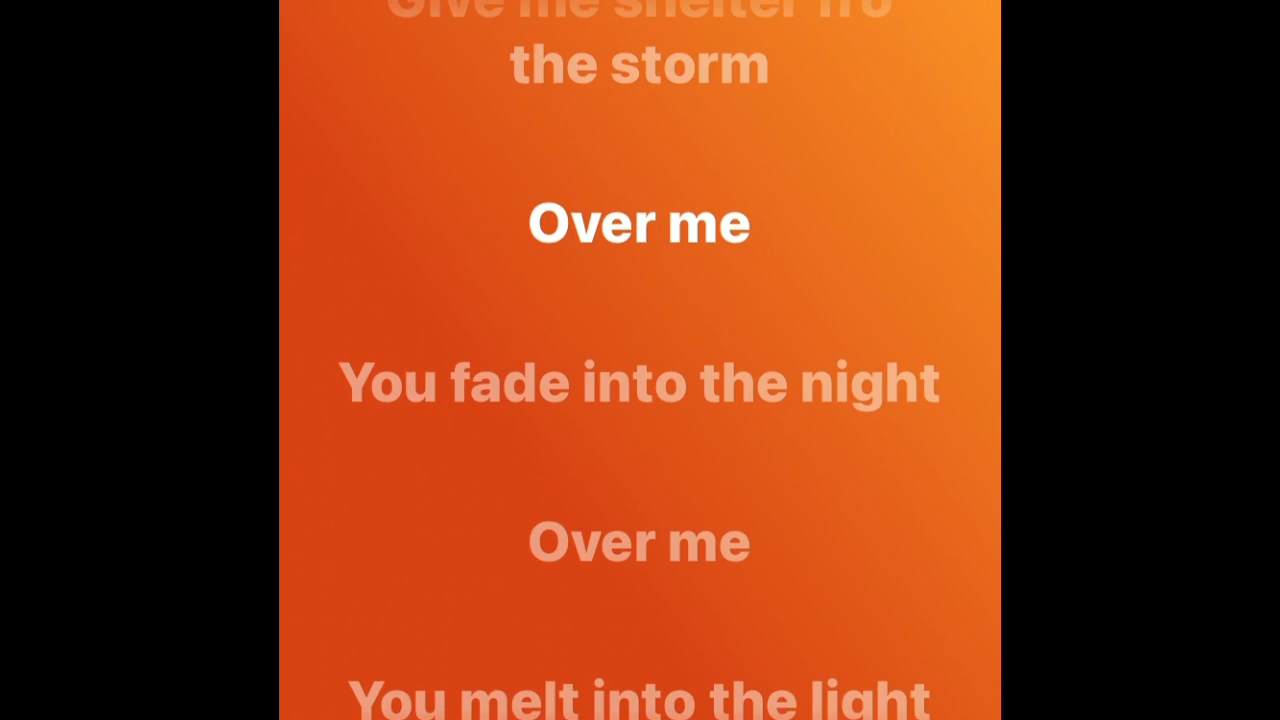 Give me shelter fro
the storm
Over me
You fade into the night
Over me
You melt into the light